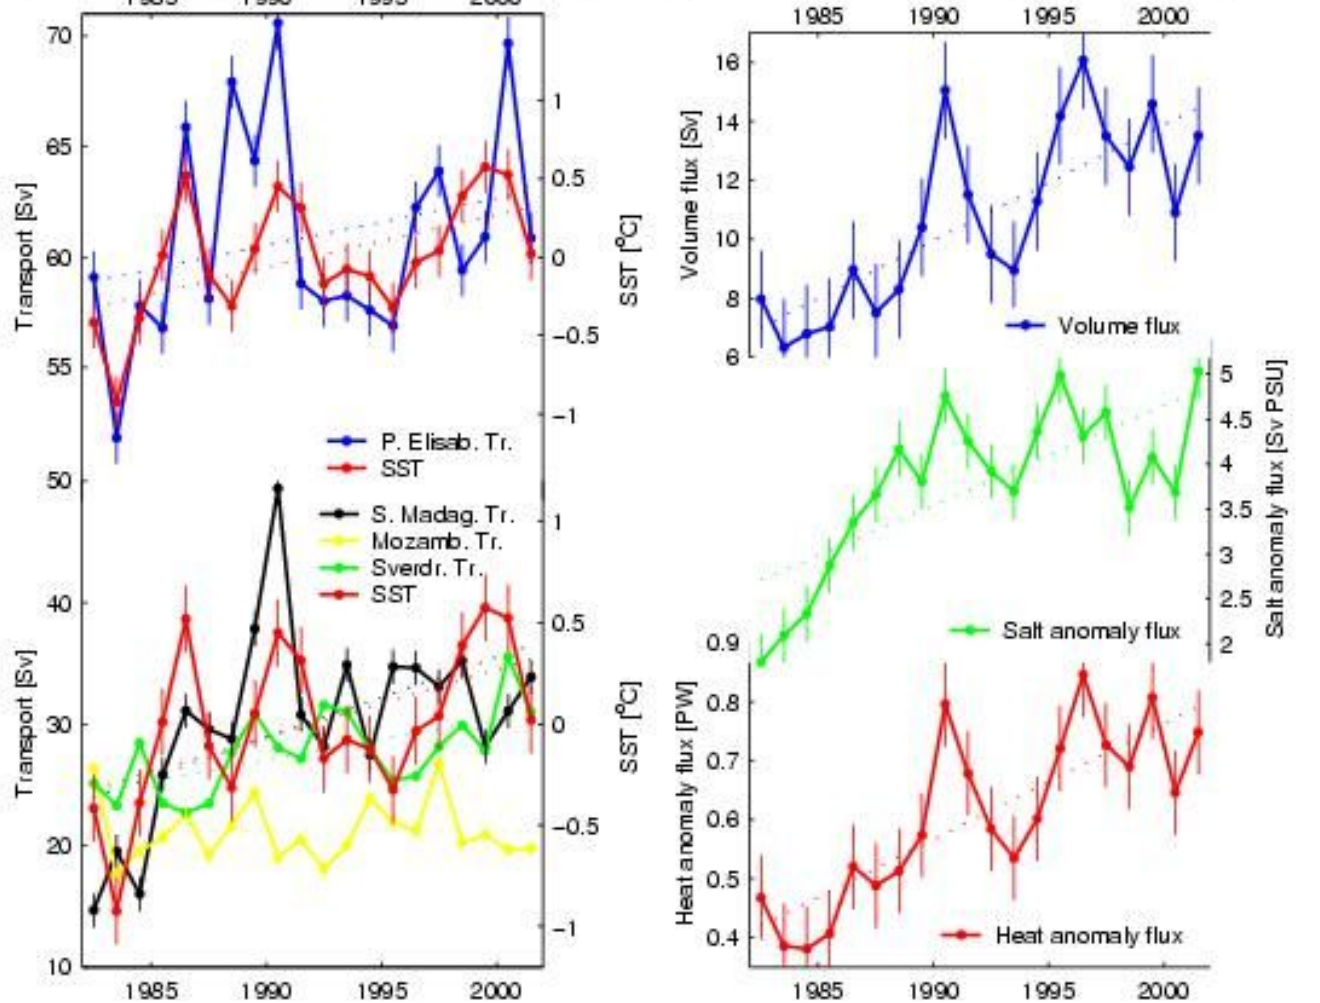 1985 1990 1995 2000
70
65
60
55
50
40
30
20
10
Transport [Sv]
Transport [Sv]
1
0.5
0
−0.5
−1
1
0.5
0
−0.5
−1
SST [°C]
SST [°C]
P. Elisab. Tr.
SST
S. Madag. Tr.
Mozamb. Tr.
Sverdr. Tr.
SST
1985 1990 1995 2000
1985 1990 1995 2000
16
14
12
10
8
6
Volume flux [Sv]
Volume flux
5
4.5
4
3.5
3
2.5
2
Salt anomaly flux [Sv PSU]
Salt anomaly flux
0.9
0.8
0.7
0.6
0.5
0.4
Heat anomaly flux [PW]
Heat anomaly flux
1985 1990 1995 2000